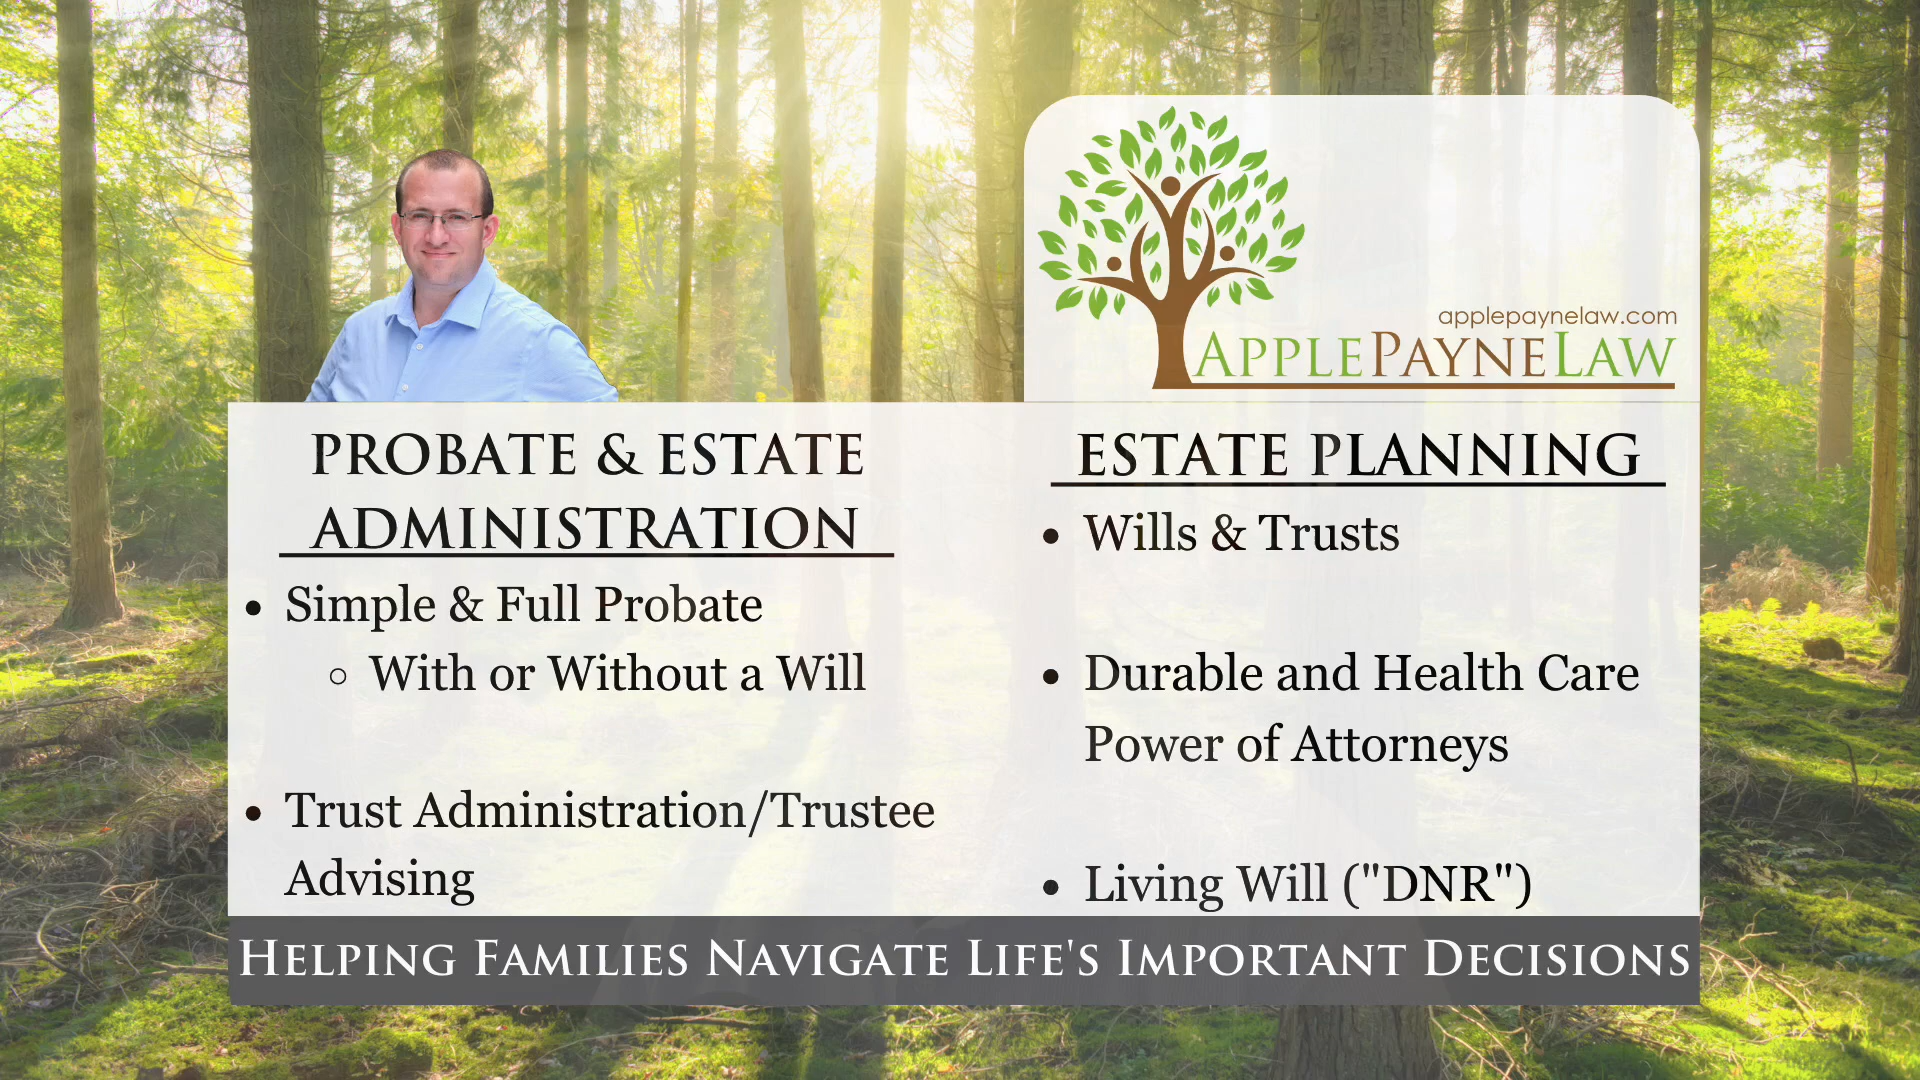 applepaynelaw.com
APPLEPAYNELAW
PROBATE & ESTATE
ADMINISTRATION
• Simple & Full Probate
◦ With or Without a Will
• Trust Administration/Trustee
Advising
ESTATE PLANNING
• Wills & Trusts
• Durable and Health Care
Power of Attorneys
• Living Will ("DNR")
HELPING FAMILIES NAVIGATE LIFE'S IMPORTANT DECISIONS